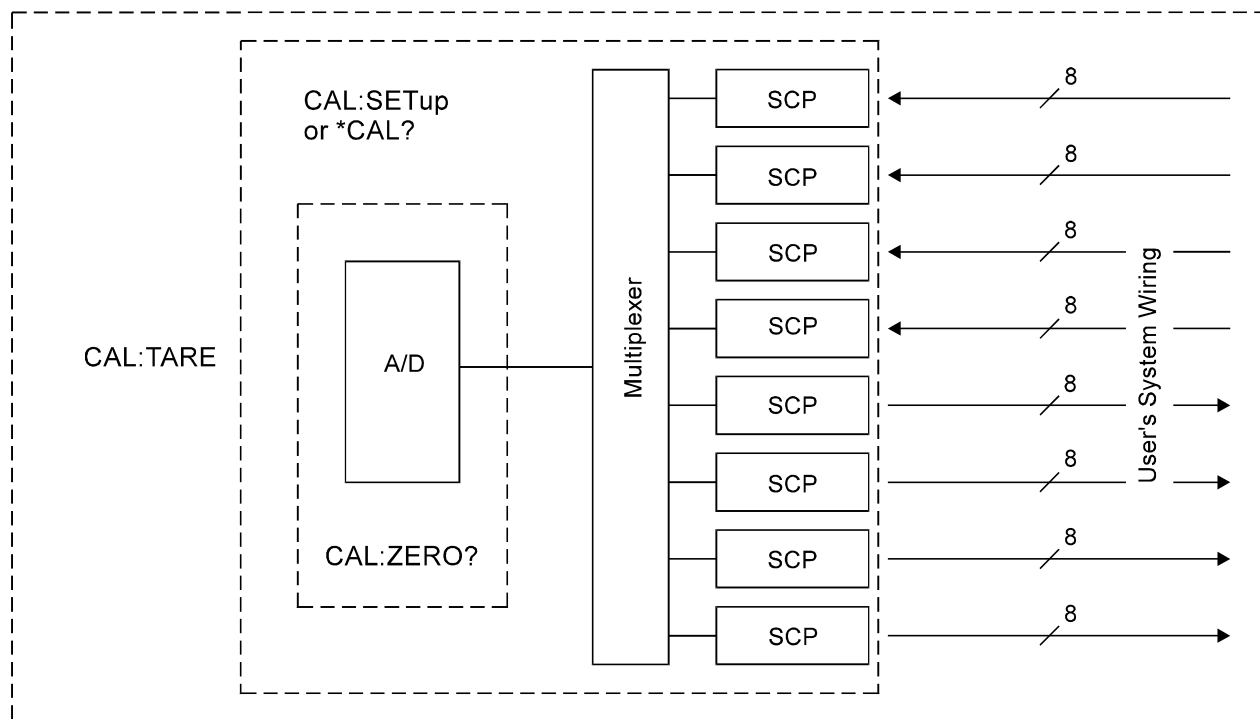 CAL:TARE
CAL:SETup
or *CAL?
A/D
CAL:ZERO?
Multiplexer
SCP
8
SCP
8
SCP
8
SCP
8
SCP
8
SCP
8
SCP
8
SCP
8
User's System Wiring